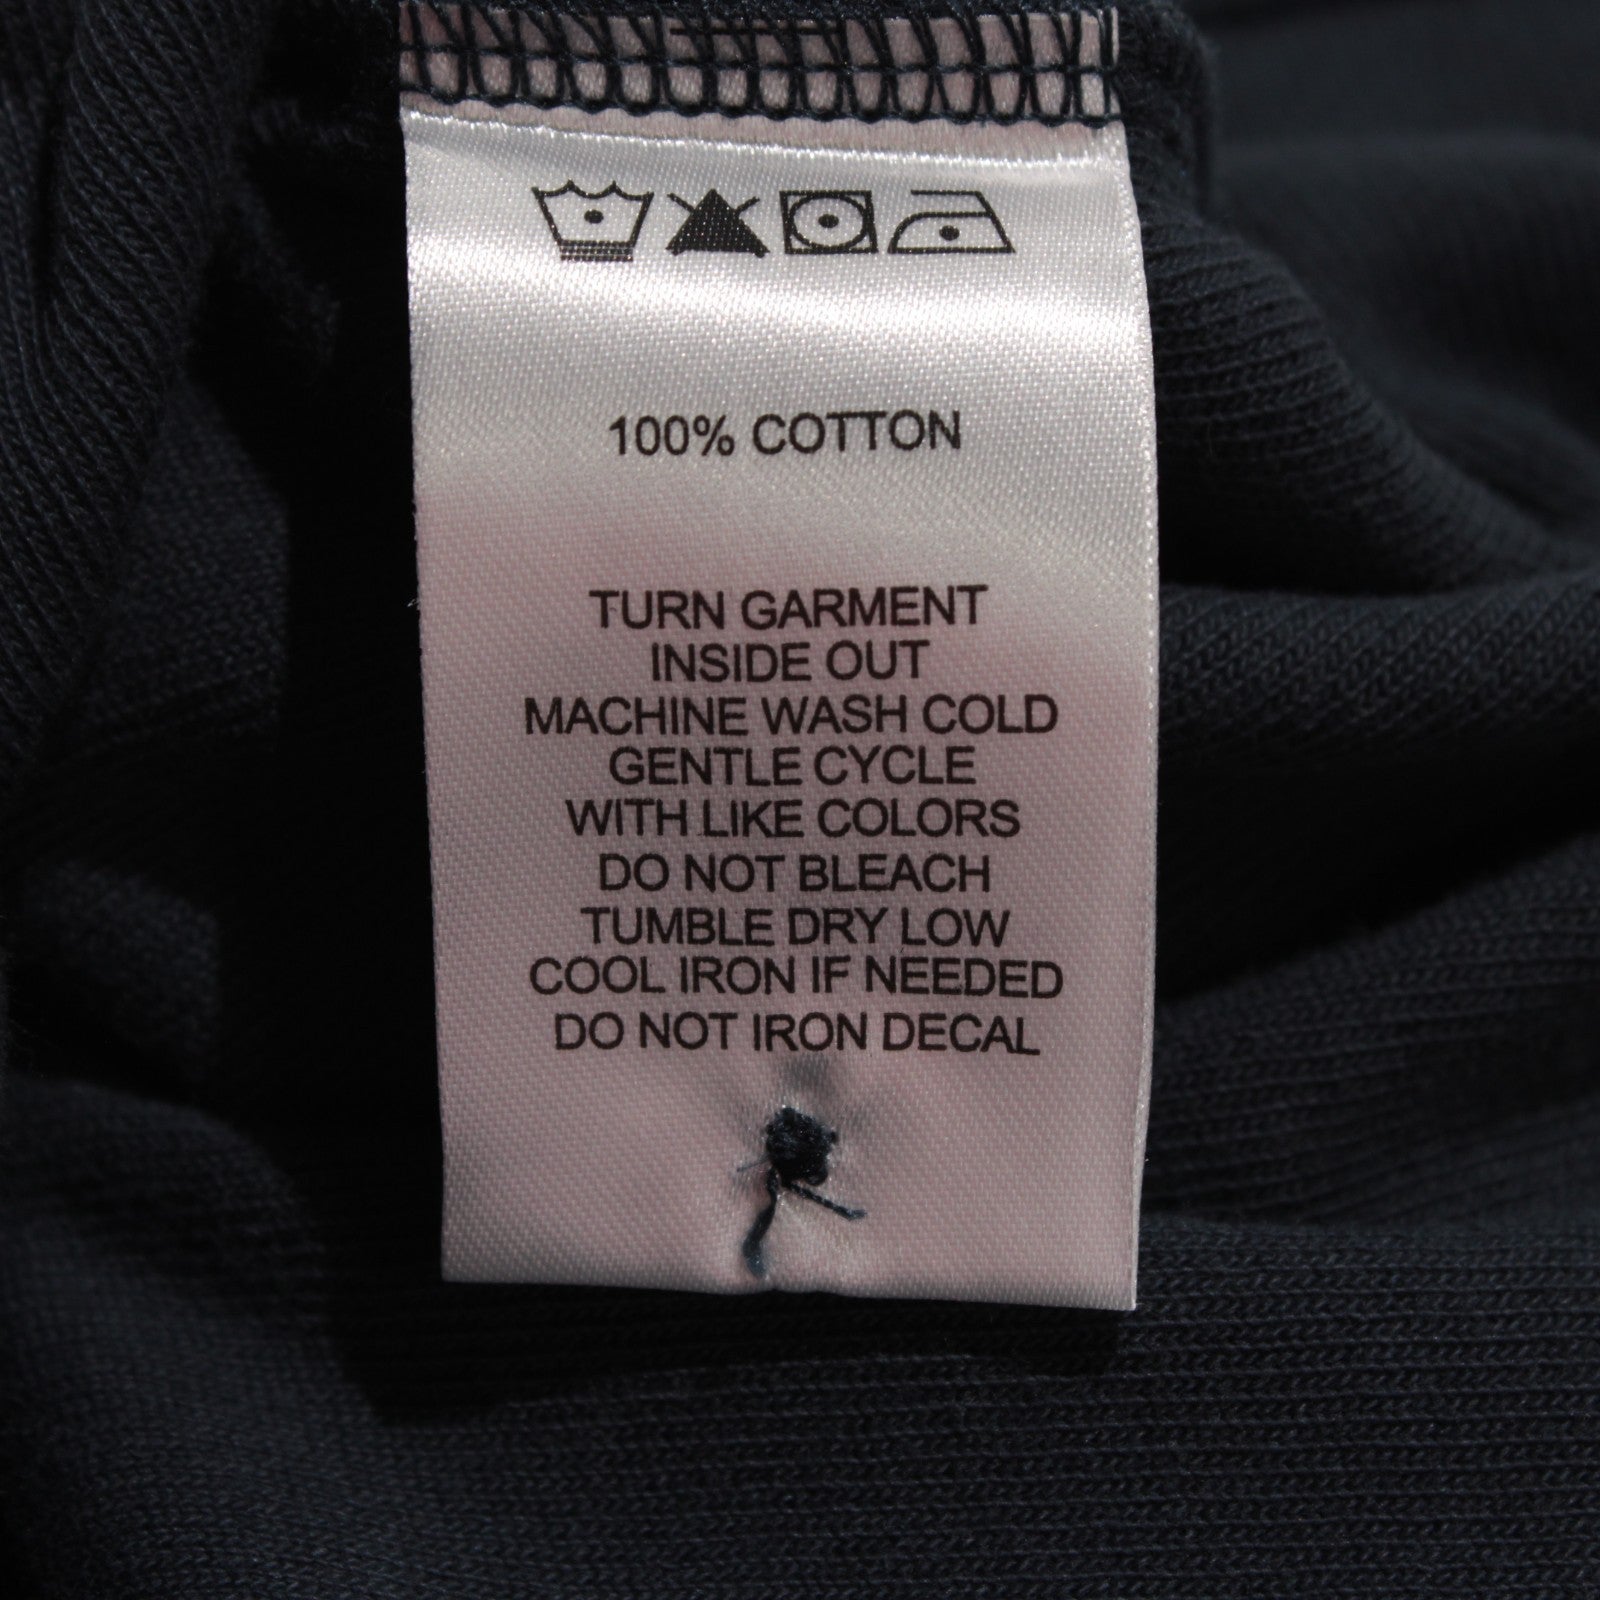 100% COTTON
TURN GARMENT
INSIDE OUT
MACHINE WASH COLD
GENTLE CYCLE
WITH LIKE COLORS
DO NOT BLEACH
TUMBLE DRY LOW
COOL IRON IF NEEDED
DO NOT IRON DECAL